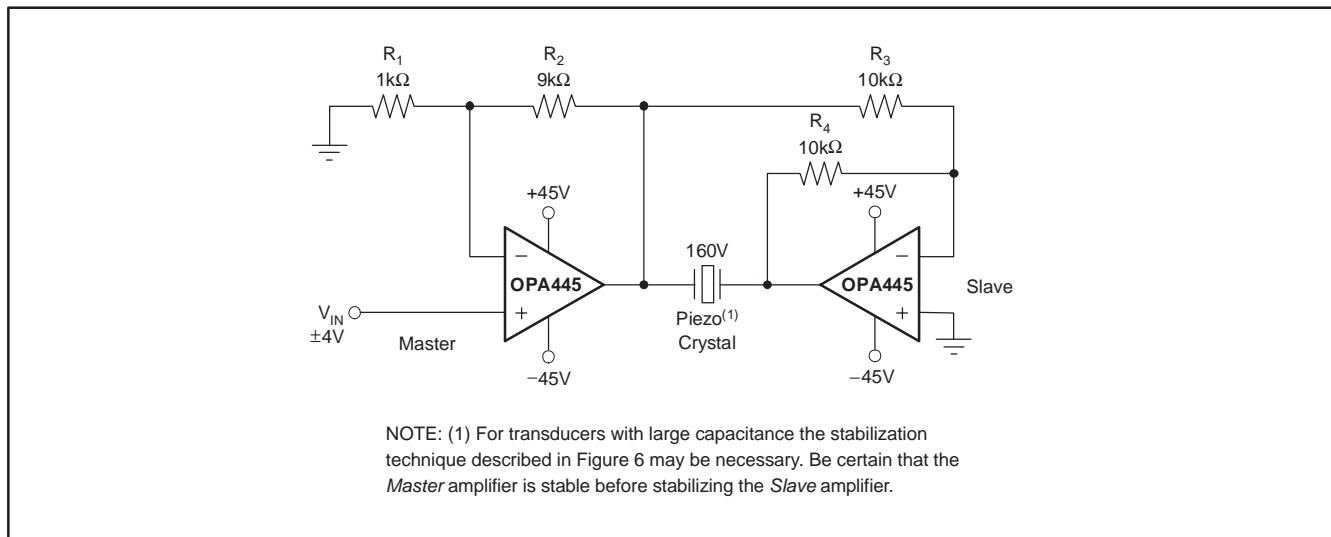 R1
1kΩ
R2
9kΩ
R3
10kΩ
R4
10kΩ
+45V
+45V
160V
−
OPA445
+
−
OPA445
+
Slave
VIN
±4V
Master
Piezo(1)
Crystal
−45V
−45V
NOTE: (1) For transducers with large capacitance the stabilization
technique described in Figure 6 may be necessary. Be certain that the
Master amplifier is stable before stabilizing the Slave amplifier.